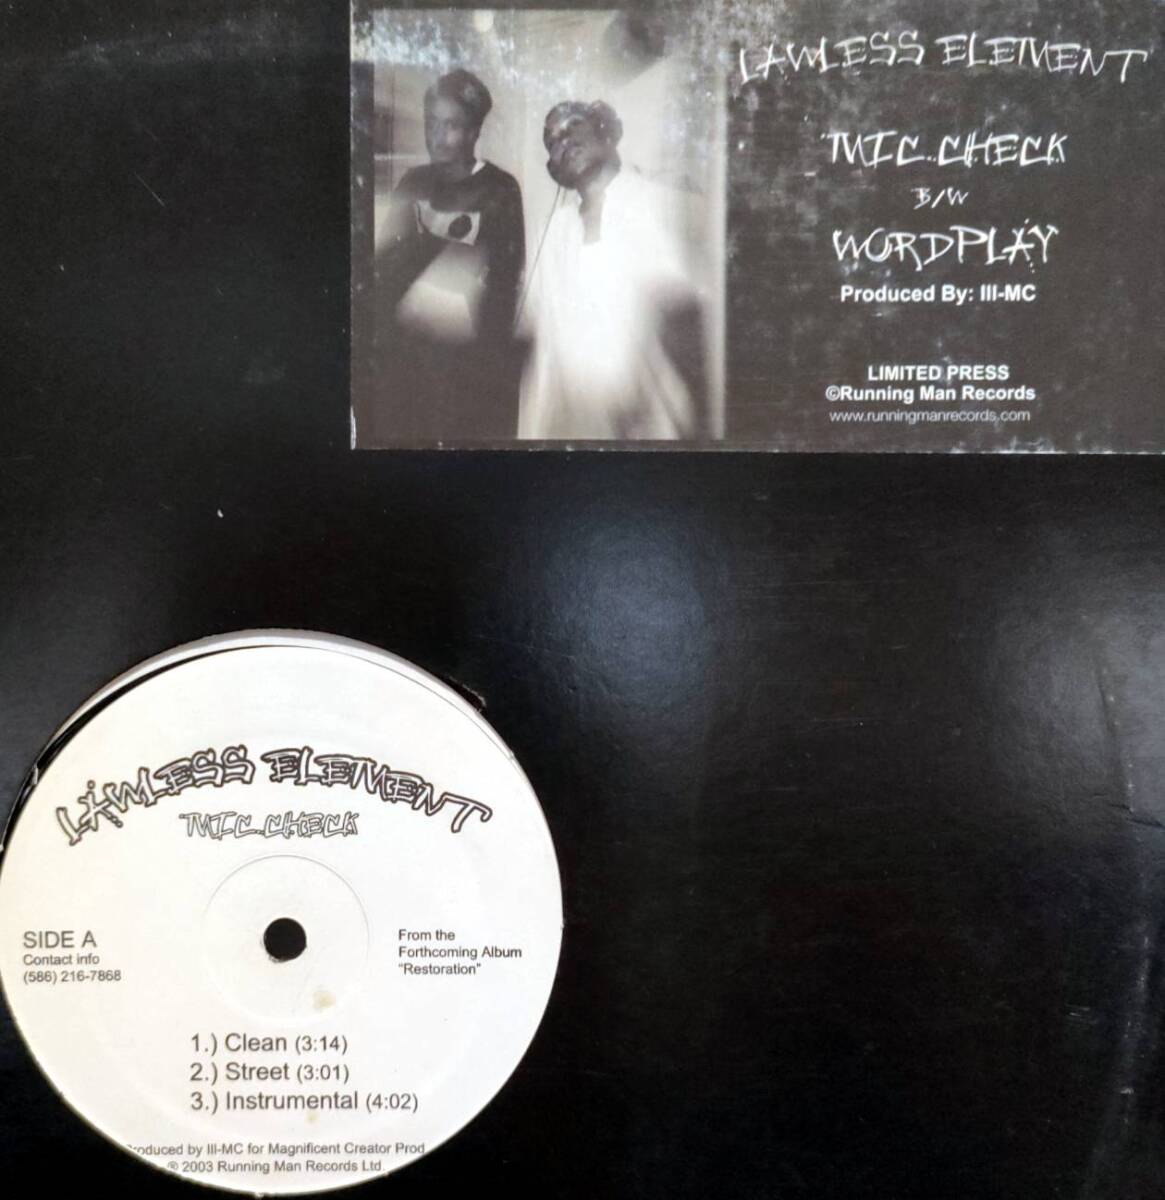 LAWLESS ELEMENT
MIC..CHECK
B/W
WORDPLAY
Produced By: Ill-MC
LIMITED PRESS
©Running Man Records
www.runningmanrecords.com
LAWLESS ELEMENT
MIC..CHECK
SIDE A
Contact info
(586) 216-7868
From the
Forthcoming Album
"Restoration"
1.) Clean (3:14)
2.) Street (3:01)
3.) Instrumental (4:02)
Produced by Ill-MC for Magnificent Creator Prod
℗ 2003 Running Man Records Ltd.